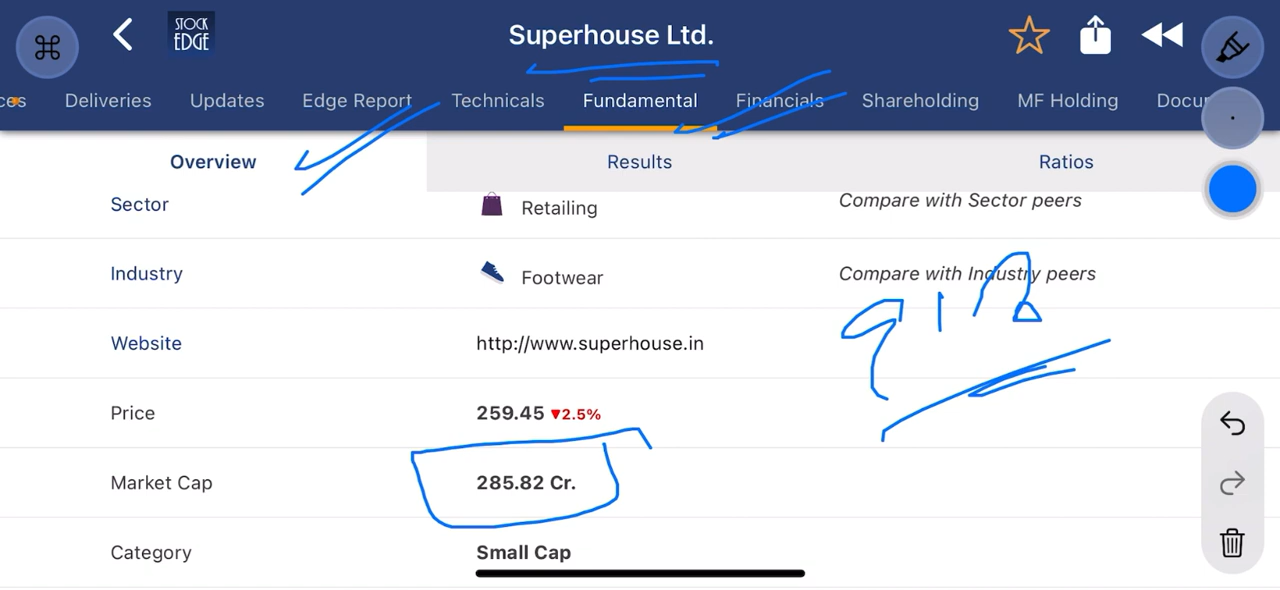 STOCK EDGE
Superhouse Ltd.
Deliveries Updates Edge Report Technicals Fundamental Financials Shareholding MF Holding
Overview Results Ratios
Sector Retailing Compare with Sector peers
Industry Footwear Compare with Industry peers
Website http://www.superhouse.in
Price 259.45 ▼2.5%
Market Cap 285.82 Cr.
Category Small Cap